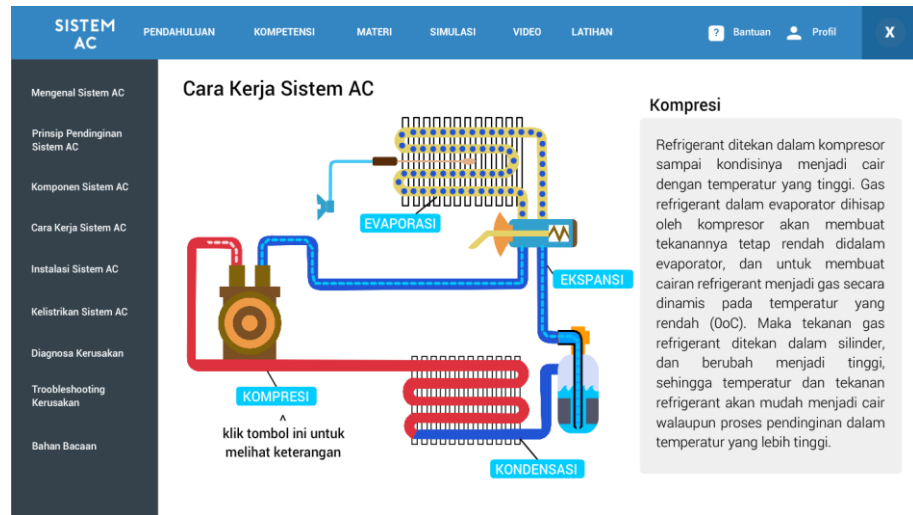 SISTEM
AC
PENDAHULUAN KOMPETENSI MATERI SIMULASI VIDEO LATIHAN ? Bantuan Profil X
Mengenal Sistem AC
Prinsip Pendinginan
Sistem AC
Komponen Sistem AC
Cara Kerja Sistem AC
Instalasi Sistem AC
Kelistrikan Sistem AC
Diagnosa Kerusakan
Troobleshooting
Kerusakan
Bahan Bacaan
Cara Kerja Sistem AC
EVAPORASI
EKSPANSI
KOMPRESI
^
klik tombol ini untuk
melihat keterangan
KONDENSASI
Kompresi
Refrigerant ditekan dalam kompresor
sampai kondisinya menjadi cair
dengan temperatur yang tinggi. Gas
refrigerant dalam evaporator dihisap
oleh kompresor akan membuat
tekanannya tetap rendah didalam
evaporator, dan untuk membuat
cairan refrigerant menjadi gas secara
dinamis pada temperatur yang
rendah (0oC). Maka tekanan gas
refrigerant ditekan dalam silinder,
dan berubah menjadi tinggi,
sehingga temperatur dan tekanan
refrigerant akan mudah menjadi cair
walaupun proses pendinginan dalam
temperatur yang lebih tinggi.